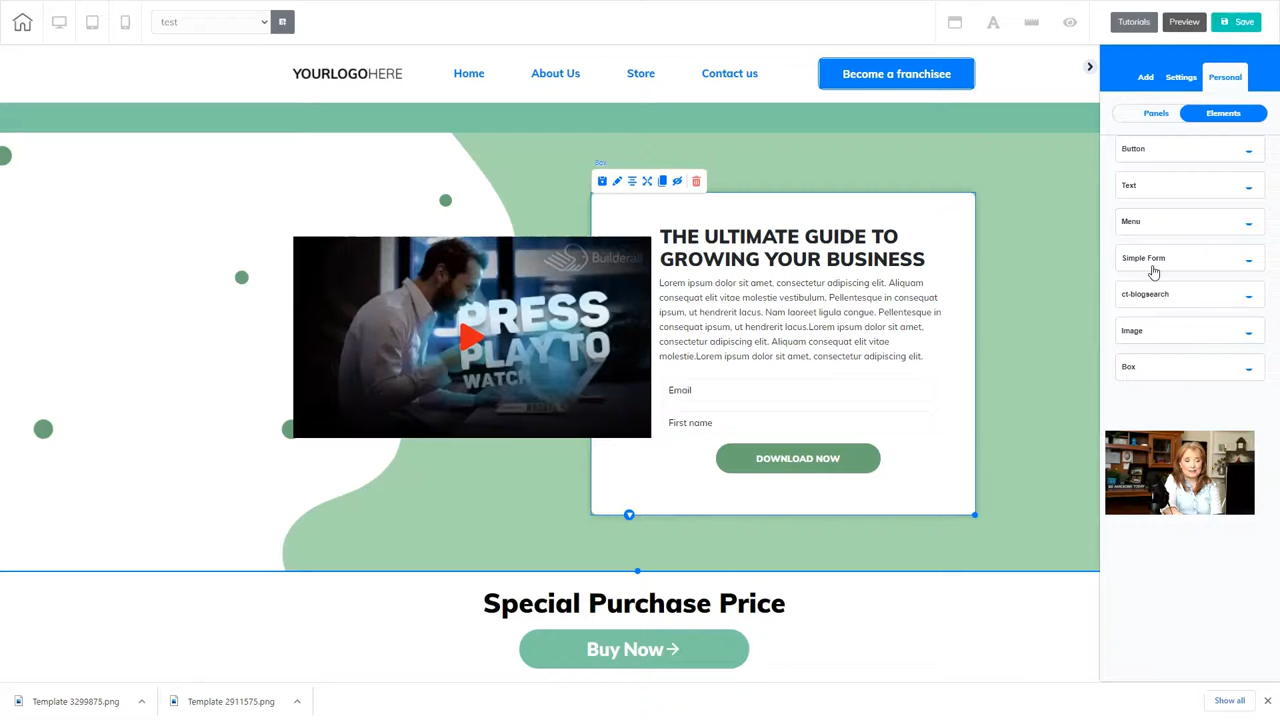 test
Tutorials
Preview
Save
YOURLOGOHERE
Home
About Us
Store
Contact us
Become a franchisee
Add
Settings
Personal
Panels
Elements
Button
Text
Menu
Simple Form
ct-blogsearch
Image
Box
Box
THE ULTIMATE GUIDE TO
GROWING YOUR BUSINESS
Lorem ipsum dolor sit amet, consectetur adipiscing elit. Aliquam
consequat elit vitae molestie vestibulum. Pellentesque in consequat
ipsum, ut hendrerit lacus. Nam laoreet ligula congue. Pellentesque in
consequat ipsum, ut hendrerit lacus.Lorem ipsum dolor sit amet,
consectetur adipiscing elit. Aliquam consequat elit vitae
molestie.Lorem ipsum dolor sit amet, consectetur adipiscing elit.
Email
First name
DOWNLOAD NOW
Builderall
PRESS
PLAY TO
WATCH
Special Purchase Price
Buy Now
Template 3299875.png
Template 2911575.png
Show all